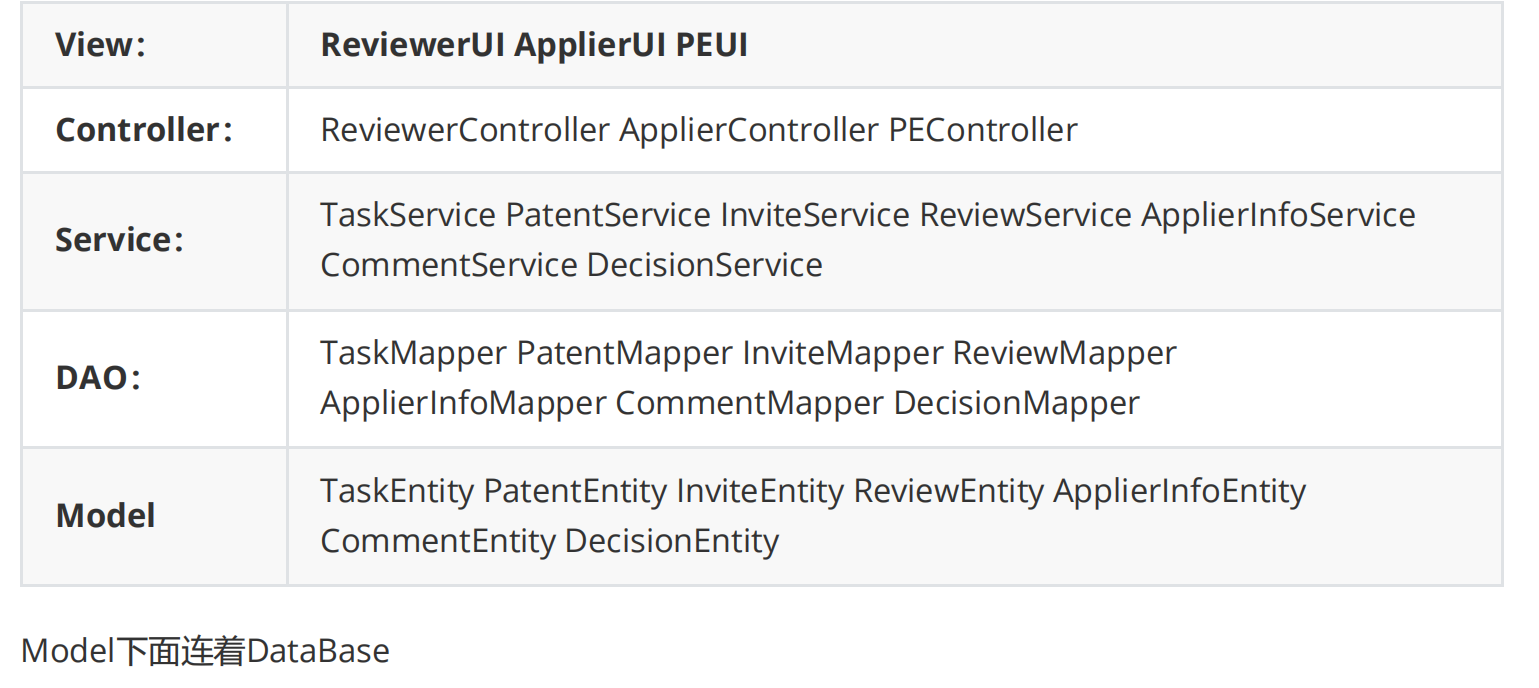 View： ReviewerUI ApplierUI PEUI
Controller： ReviewerController ApplierController PEController
Service： TaskService PatentService InviteService ReviewService ApplierInfoService
CommentService DecisionService
DAO： TaskMapper PatentMapper InviteMapper ReviewMapper
ApplierInfoMapper CommentMapper DecisionMapper
Model TaskEntity PatentEntity InviteEntity ReviewEntity ApplierInfoEntity
CommentEntity DecisionEntity
Model下面连着DataBase